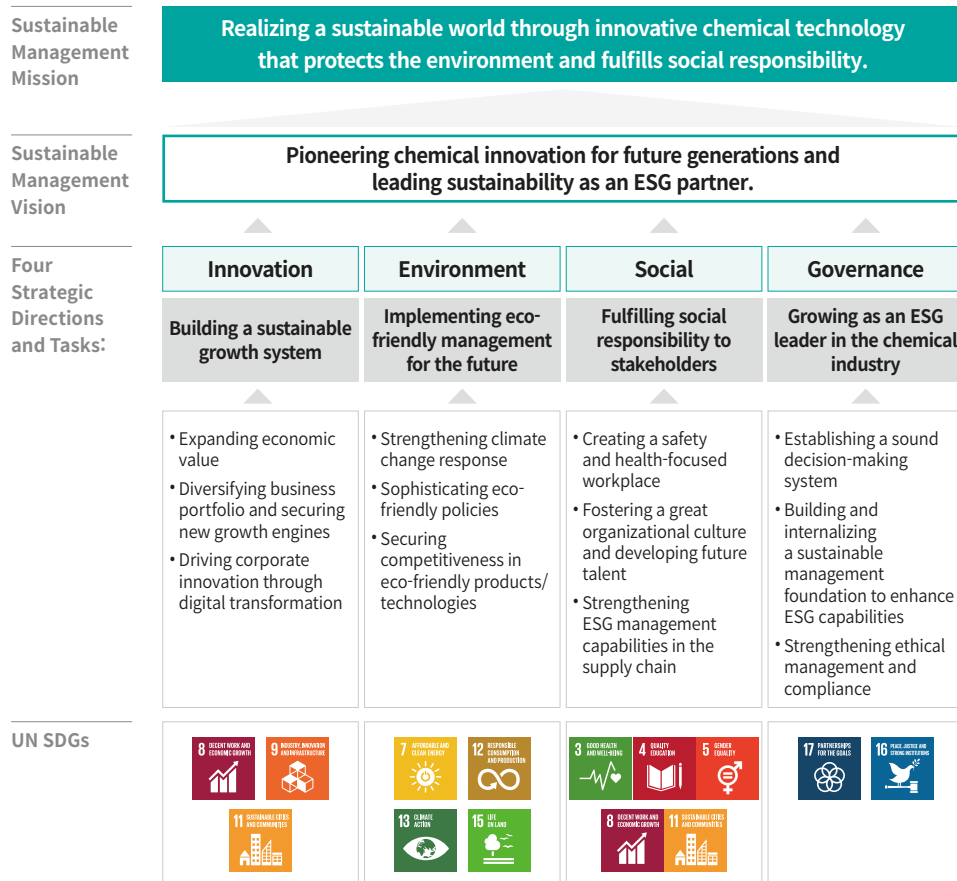 Sustainable
Management
Mission
Realizing a sustainable world through innovative chemical technology
that protects the environment and fulfills social responsibility.
Sustainable
Management
Vision
Pioneering chemical innovation for future generations and
leading sustainability as an ESG partner.
Four
Strategic
Directions
and Tasks:
Innovation
Building a sustainable
growth system
• Expanding economic
value
• Diversifying business
portfolio and securing
new growth engines
• Driving corporate
innovation through
digital transformation
Environment
Implementing eco-
friendly management
for the future
• Strengthening climate
change response
• Sophisticating eco-
friendly policies
• Securing
competitiveness in
eco-friendly products/
technologies
Social
Fulfilling social
responsibility to
stakeholders
• Creating a safety
and health-focused
workplace
• Fostering a great
organizational culture
and developing future
talent
• Strengthening
ESG management
capabilities in the
supply chain
Governance
Growing as an ESG
leader in the chemical
industry
• Establishing a sound
decision-making
system
• Building and
internalizing
a sustainable
management
foundation to enhance
ESG capabilities
• Strengthening ethical
management and
compliance
UN SDGs
8 DECENT WORK AND
ECONOMIC GROWTH
9 INDUSTRY, INNOVATION
AND INFRASTRUCTURE
11 SUSTAINABLE CITIES
AND COMMUNITIES
7 AFFORDABLE AND
CLEAN ENERGY
12 RESPONSIBLE
CONSUMPTION
AND PRODUCTION
13 CLIMATE
ACTION
15 LIFE
ON LAND
3 GOOD HEALTH
AND WELL-BEING
4 QUALITY
EDUCATION
5 GENDER
EQUALITY
8 DECENT WORK AND
ECONOMIC GROWTH
11 SUSTAINABLE CITIES
AND COMMUNITIES
17 PARTNERSHIPS
FOR THE GOALS
16 PEACE, JUSTICE AND
STRONG INSTITUTIONS